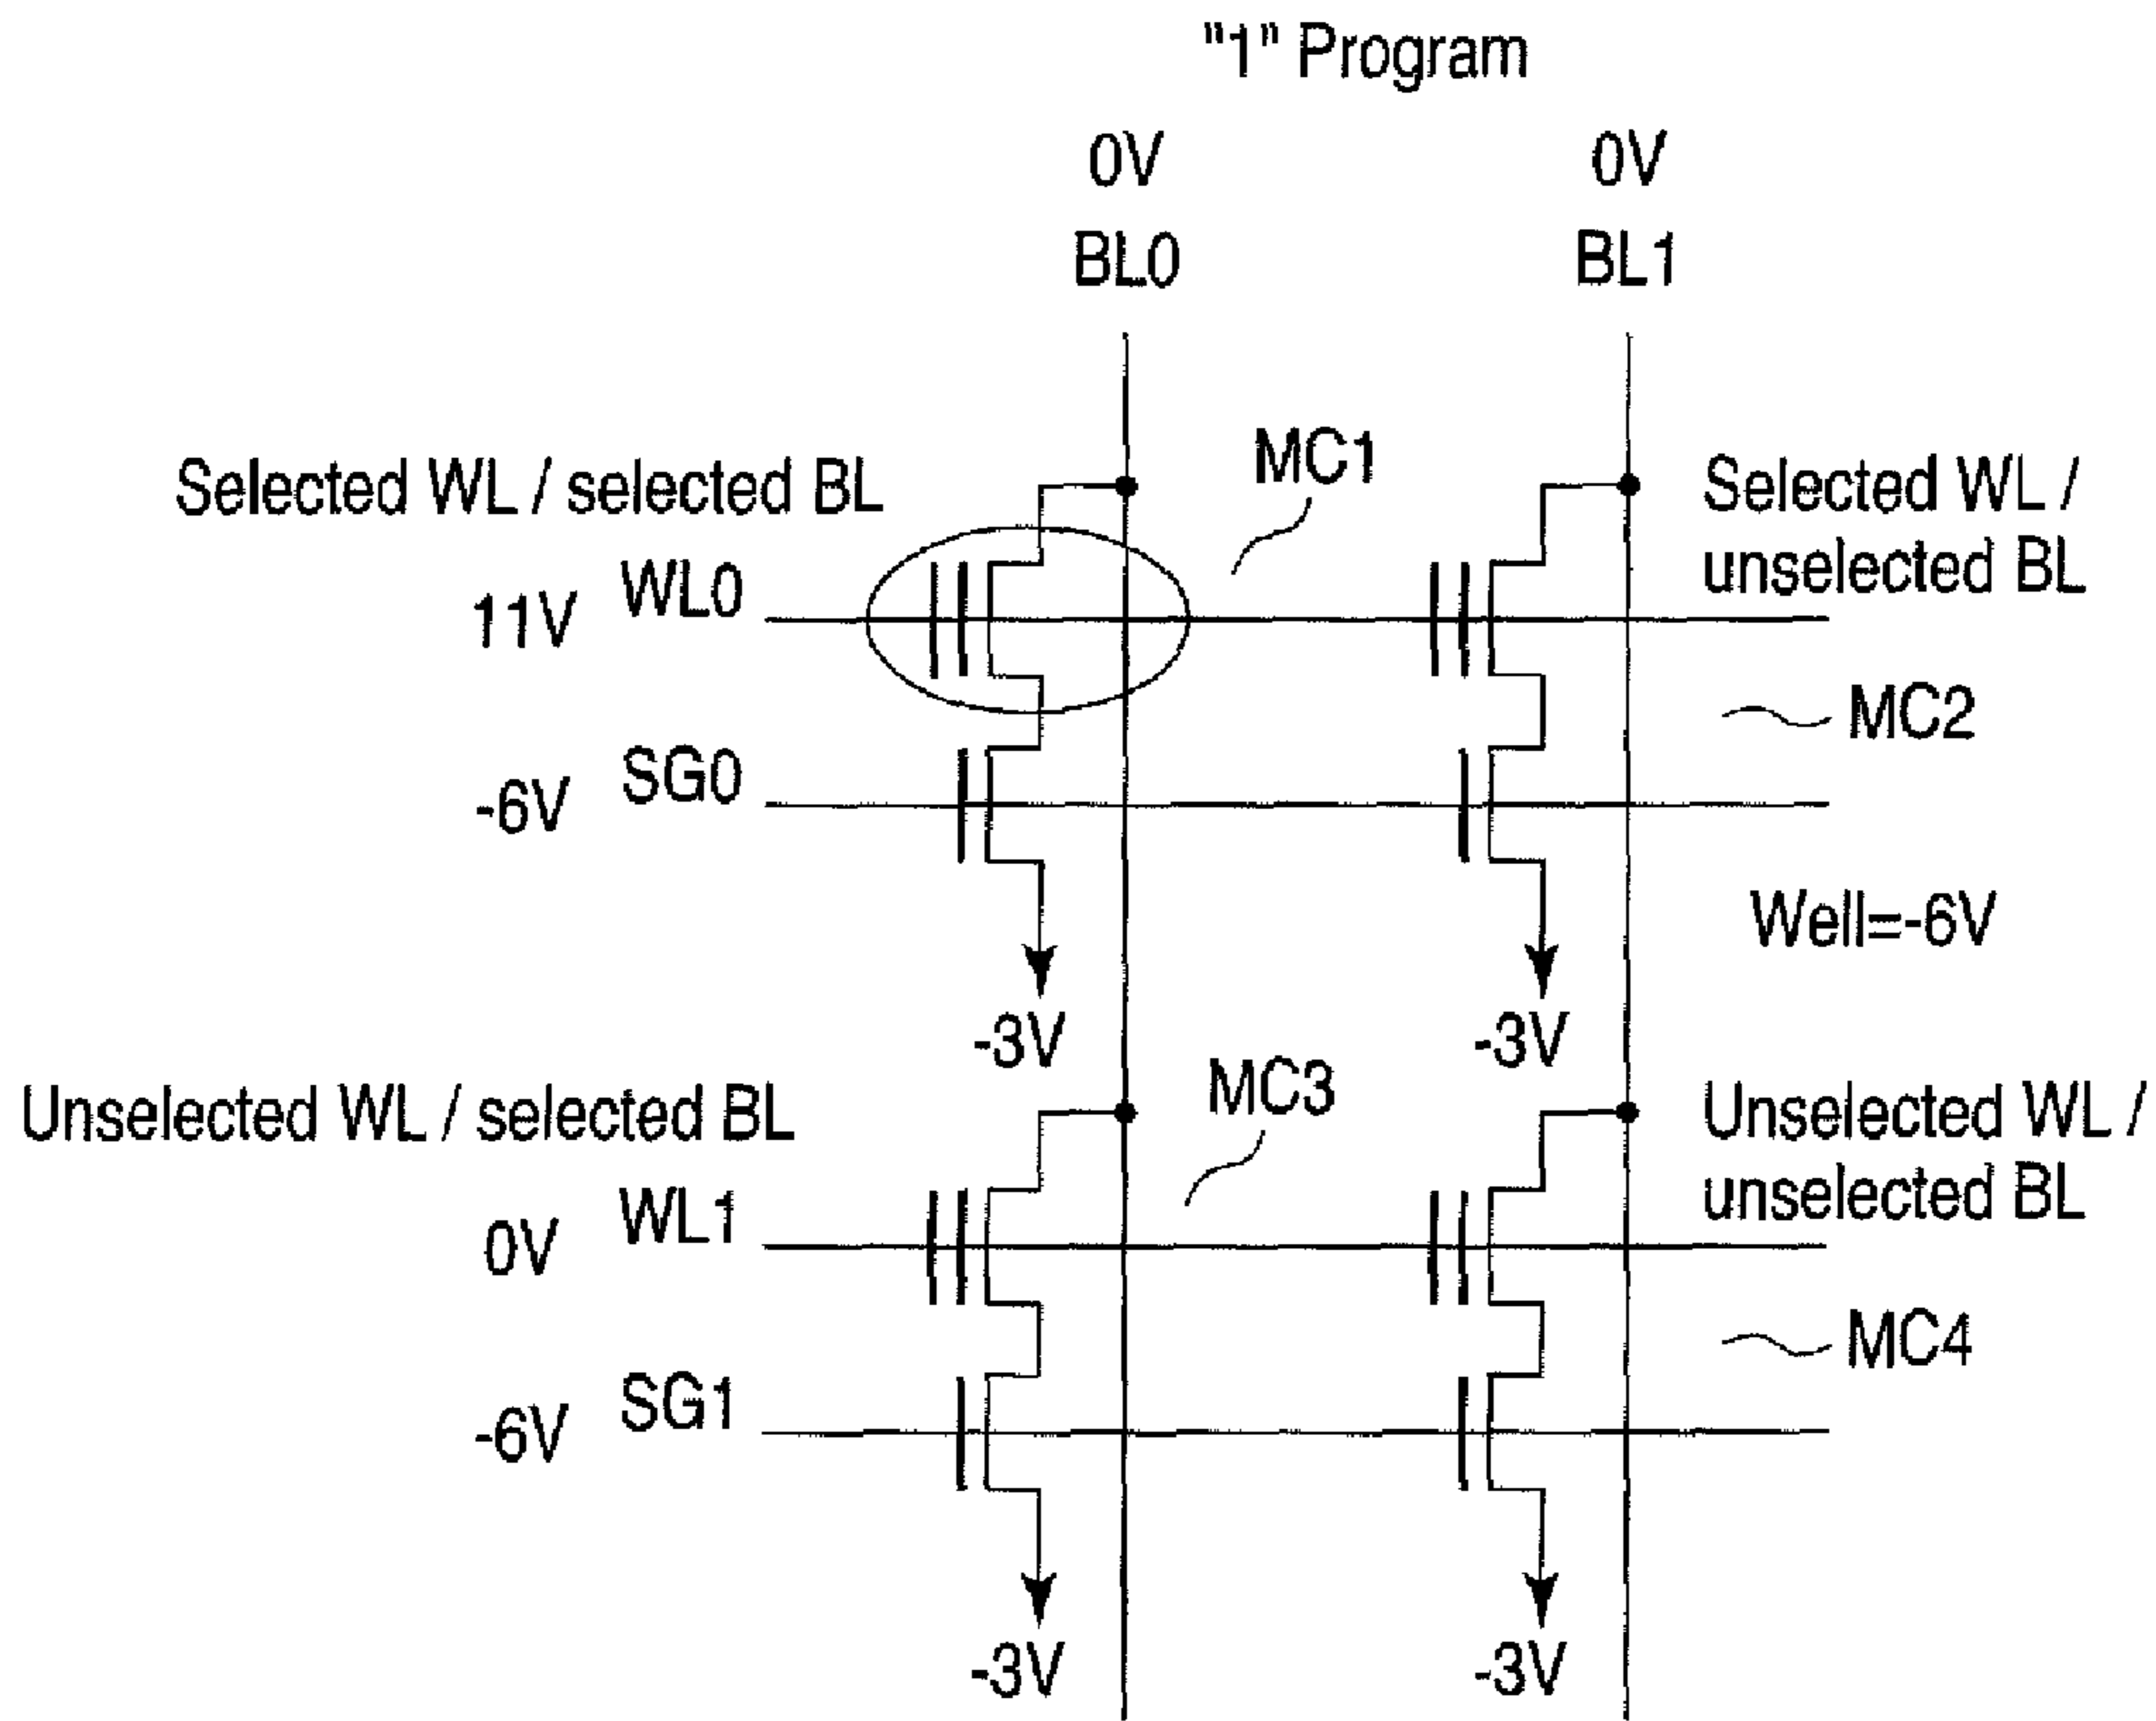 "1" Program
0V 0V
BL0 BL1
MC1
Selected WL / selected BL
Selected WL /
unselected BL
WL0
11V
MC2
SG0
-6V
Well=-6V
-3V -3V
MC3
Unselected WL / selected BL
Unselected WL /
unselected BL
WL1
0V
MC4
SG1
-6V
-3V -3V